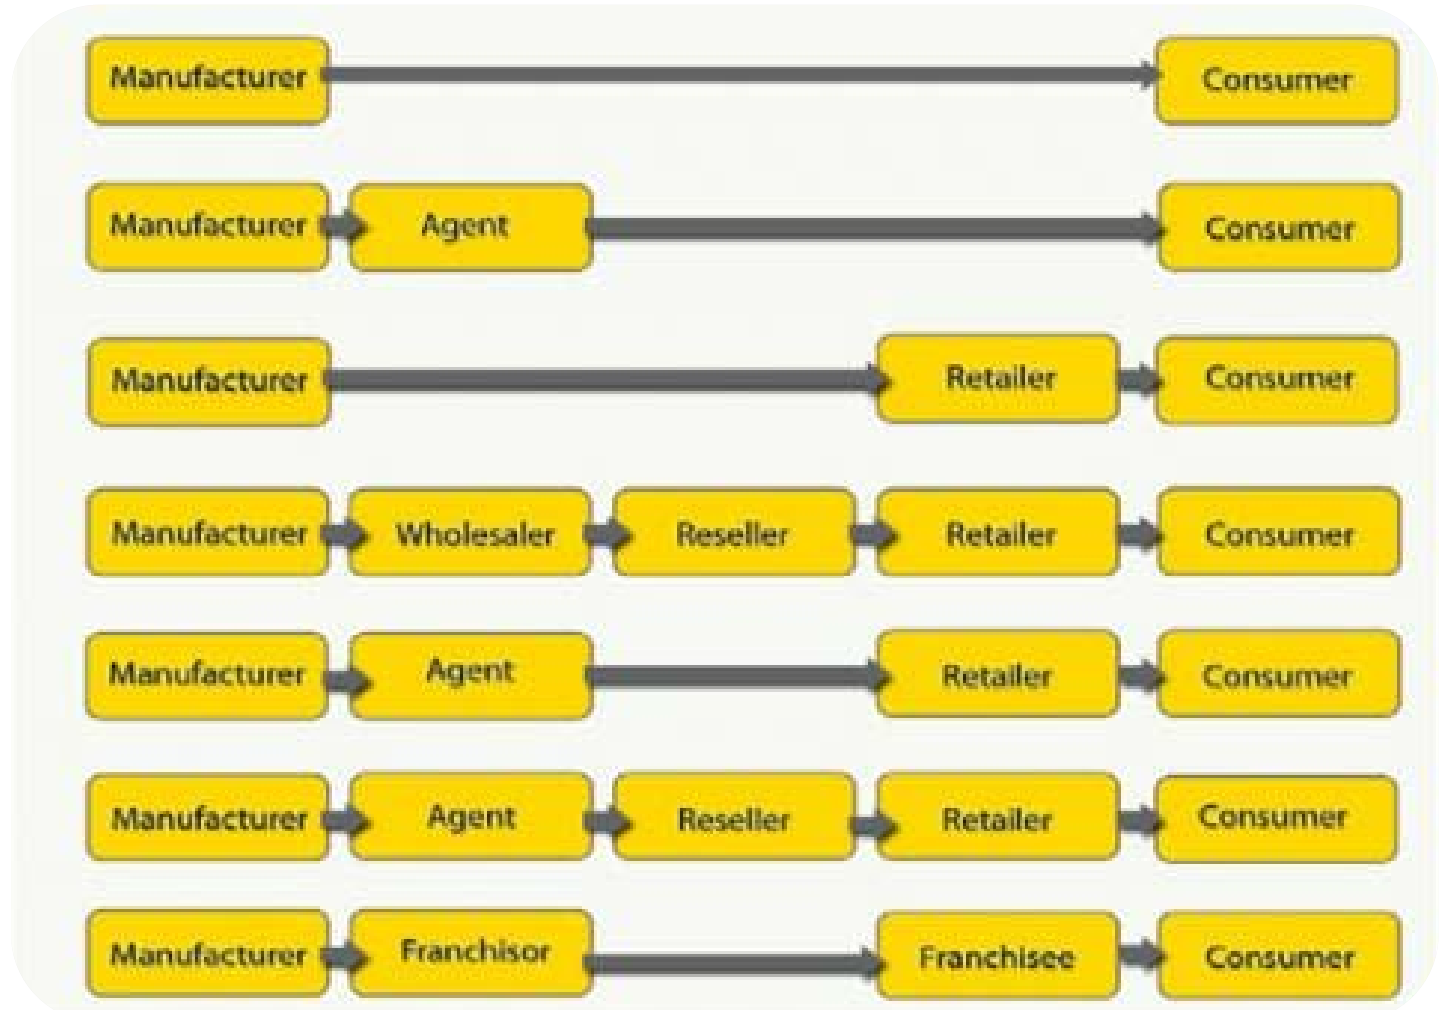 Manufacturer Consumer
Manufacturer Agent Consumer
Manufacturer Retailer Consumer
Manufacturer Wholesaler Reseller Retailer Consumer
Manufacturer Agent Retailer Consumer
Manufacturer Agent Reseller Retailer Consumer
Manufacturer Franchisor Franchisee Consumer